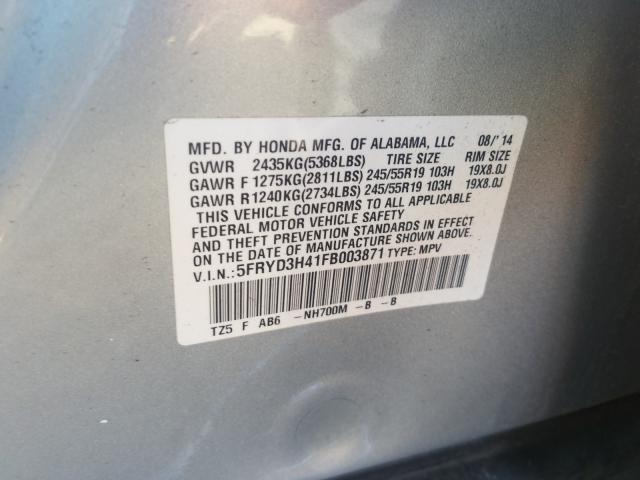 MFD. BY HONDA MFG. OF ALABAMA, LLC 08/'14
GVWR 2435KG(5368LBS) TIRE SIZE RIM SIZE
GAWR F 1275KG(2811LBS) 245/55R19 103H 19X8.0J
GAWR R1240KG(2734LBS) 245/55R19 103H 19X8.0J
THIS VEHICLE CONFORMS TO ALL APPLICABLE
FEDERAL MOTOR VEHICLE SAFETY
AND THEFT PREVENTION STANDARDS IN EFFECT
ON THE DATE OF MANUFACTURE SHOWN ABOVE.
V.I.N.:5FRYD3H41FB003871 TYPE: MPV
TZ5 F AB6 -NH700M -B -B